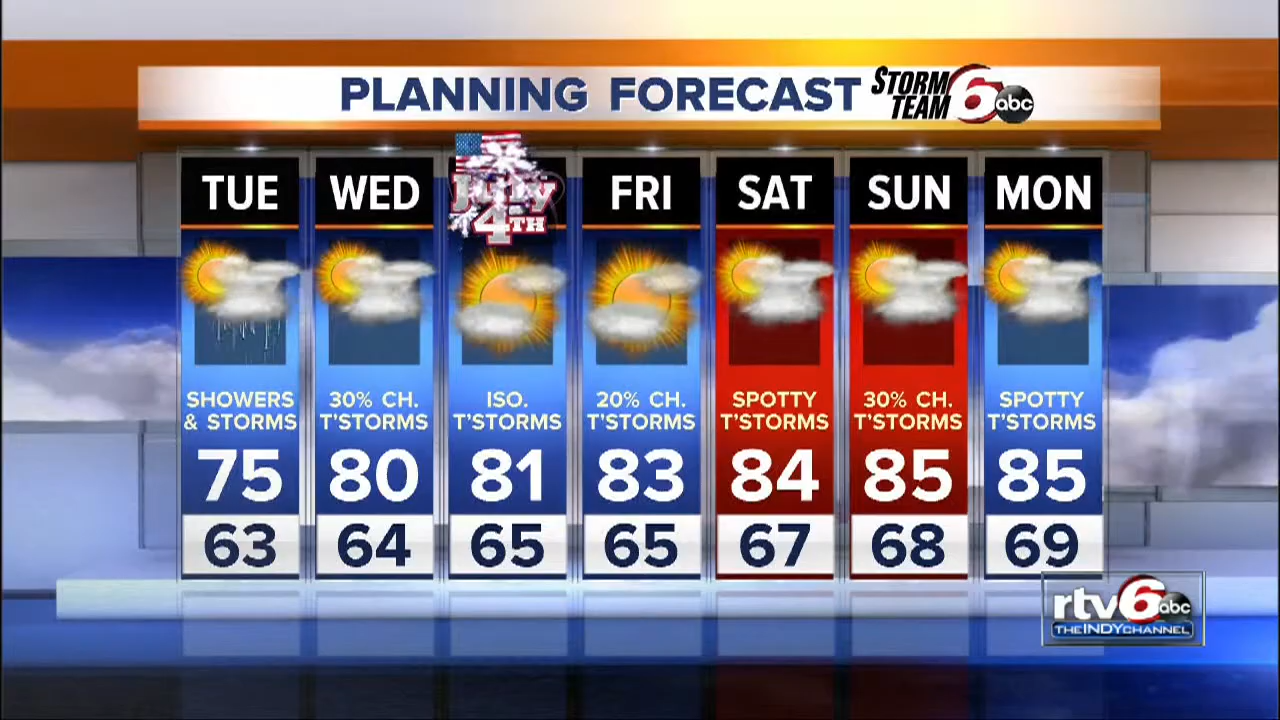 PLANNING FORECAST STORM TEAM 6 abc
TUE WED July 4TH FRI SAT SUN MON
SHOWERS & STORMS
30% CH. T'STORMS
ISO. T'STORMS
20% CH. T'STORMS
SPOTTY T'STORMS
30% CH. T'STORMS
SPOTTY T'STORMS
75 80 81 83 84 85 85
63 64 65 65 67 68 69
rtv6 abc
THE INDY CHANNEL